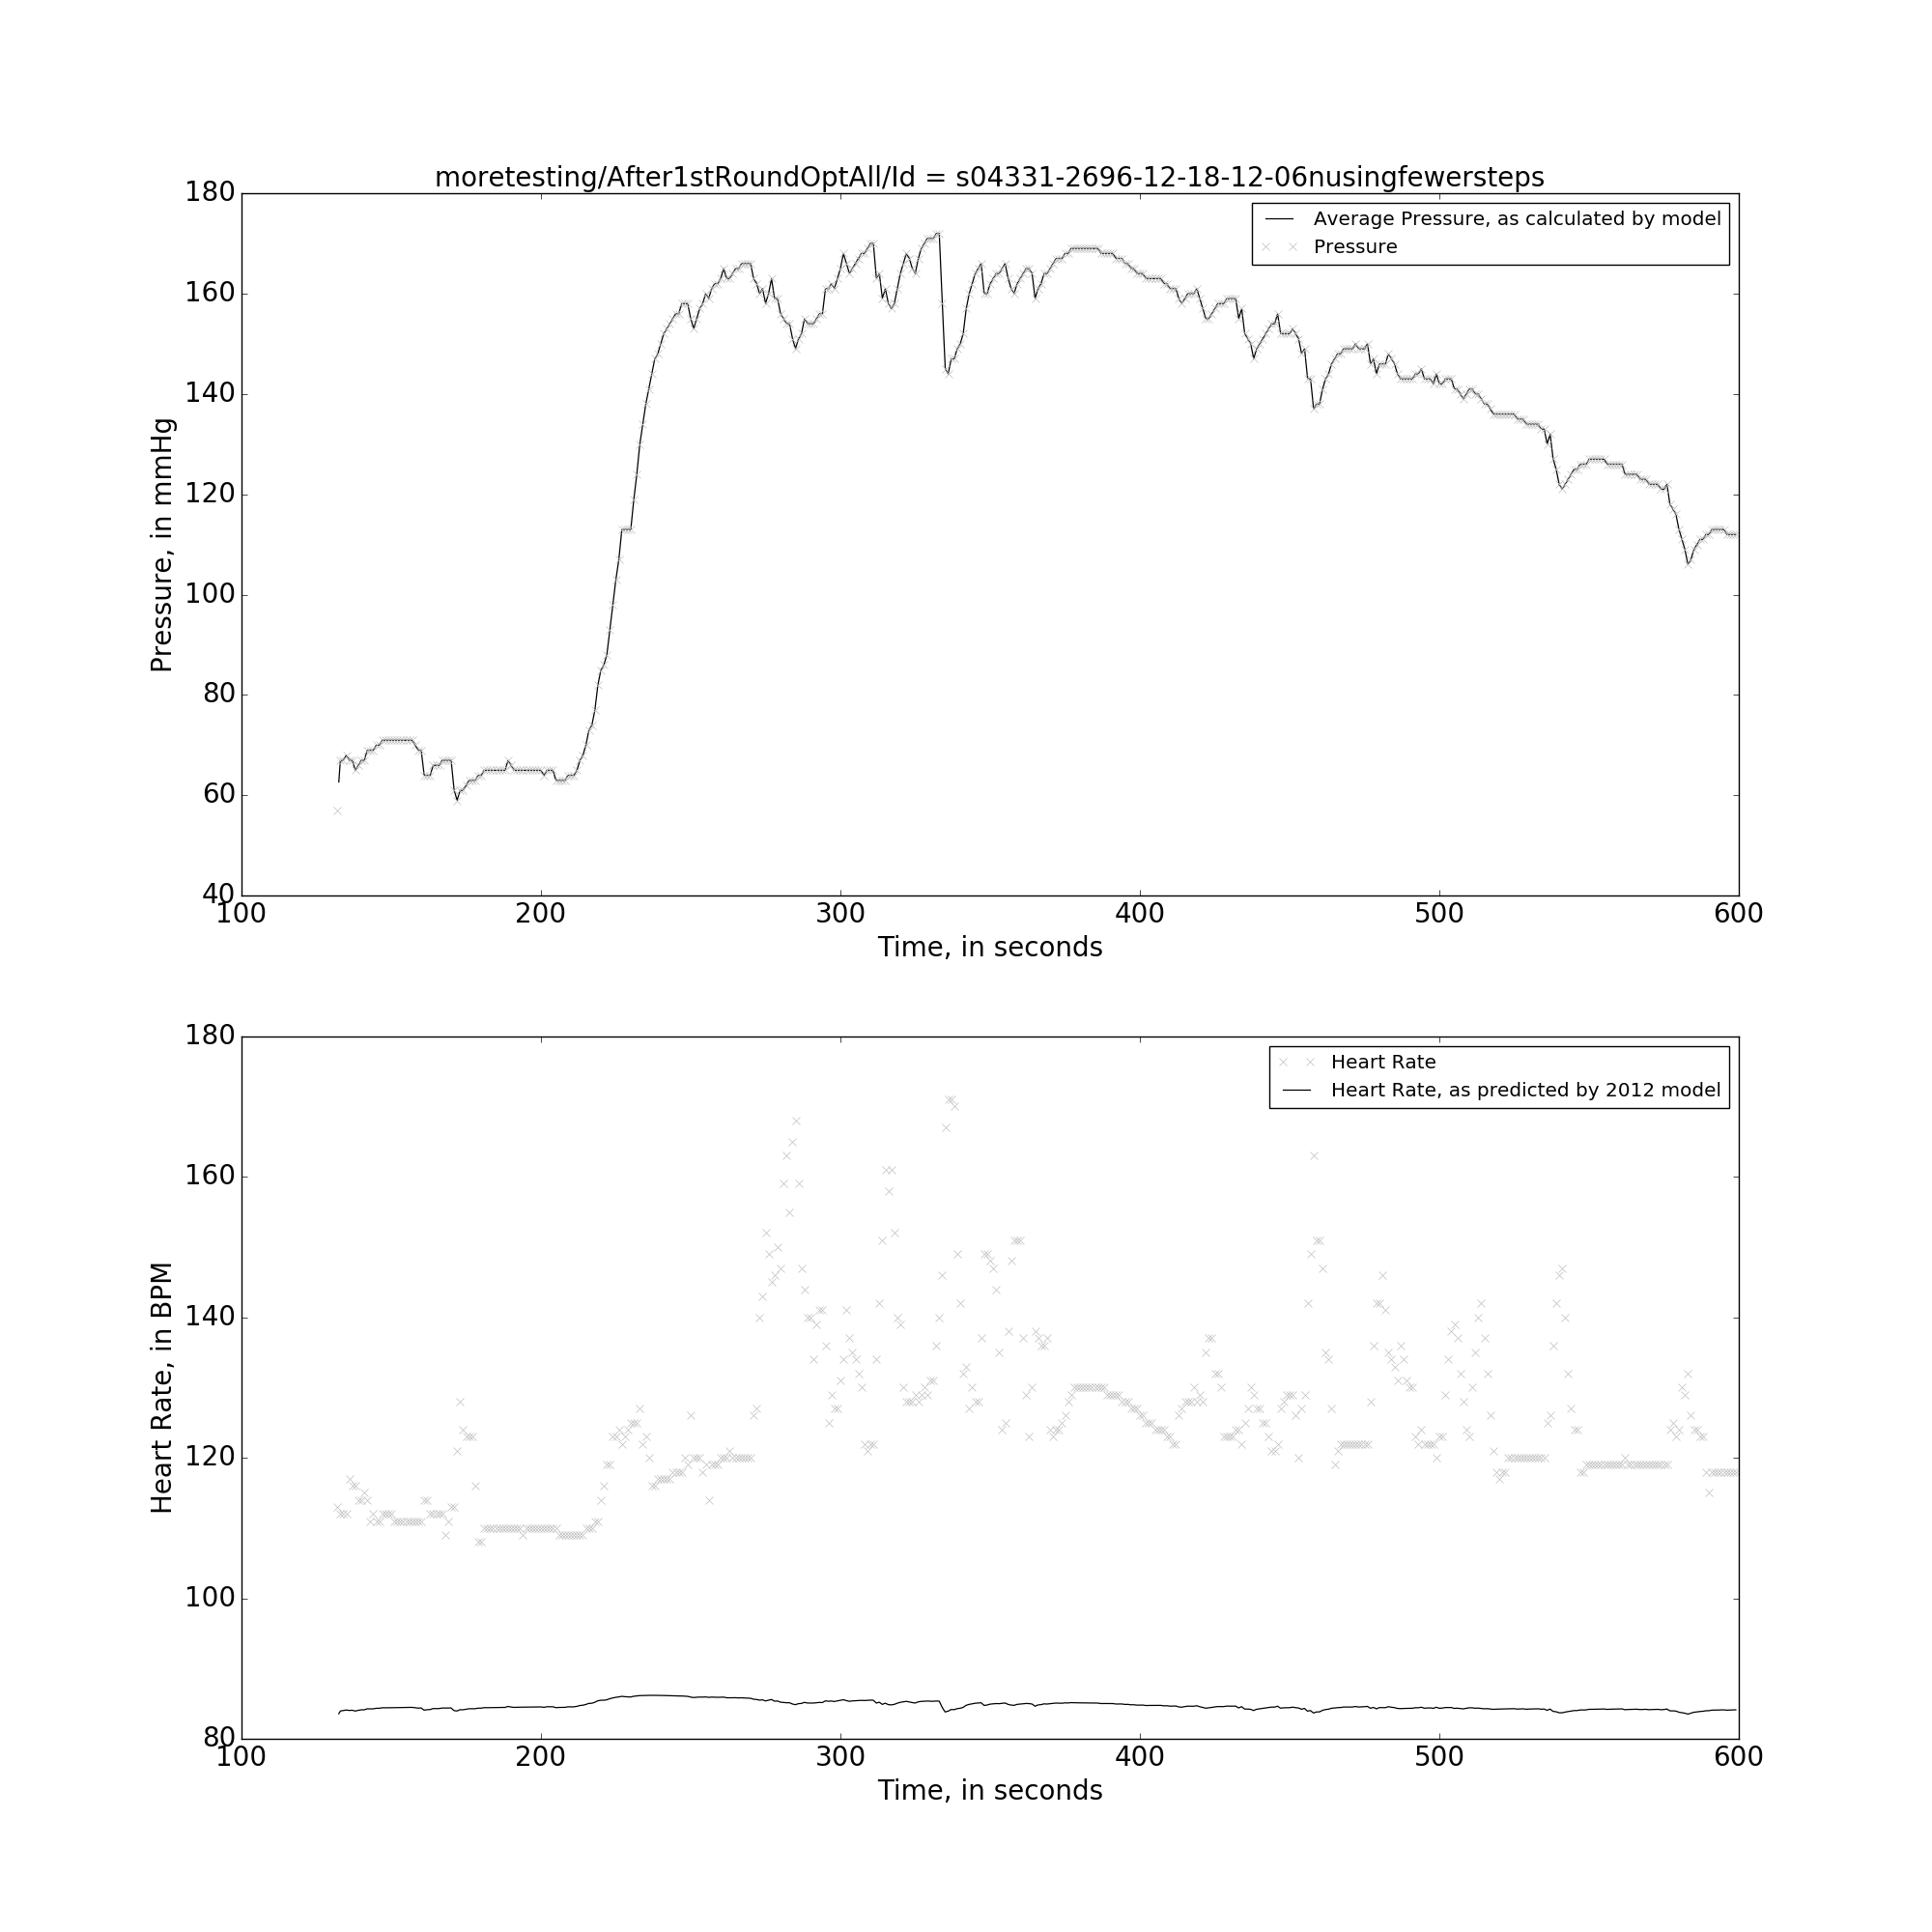 moretesting/After1stRoundOptAll/Id = s04331-2696-12-18-12-06nusingfewersteps
180
160
140
120
100
80
60
40
Pressure, in mmHg
Average Pressure, as calculated by model
Pressure
100 200 300 400 500 600
Time, in seconds
180
160
140
120
100
80
Heart Rate, in BPM
Heart Rate
Heart Rate, as predicted by 2012 model
100 200 300 400 500 600
Time, in seconds